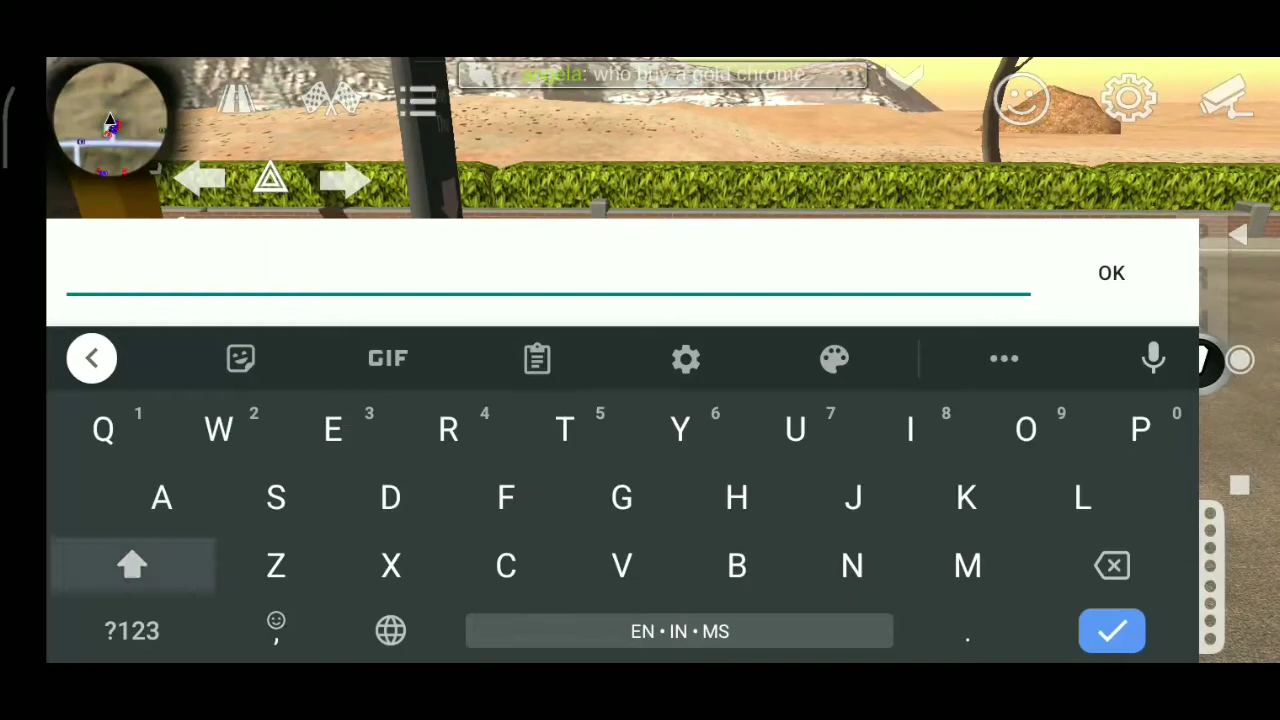 angela: who buy a gold chrome
OK
GIF
Q 1 W 2 E 3 R 4 T 5 Y 6 U 7 I 8 O 9 P 0
A S D F G H J K L
Z X C V B N M
?123 , EN • IN • MS .